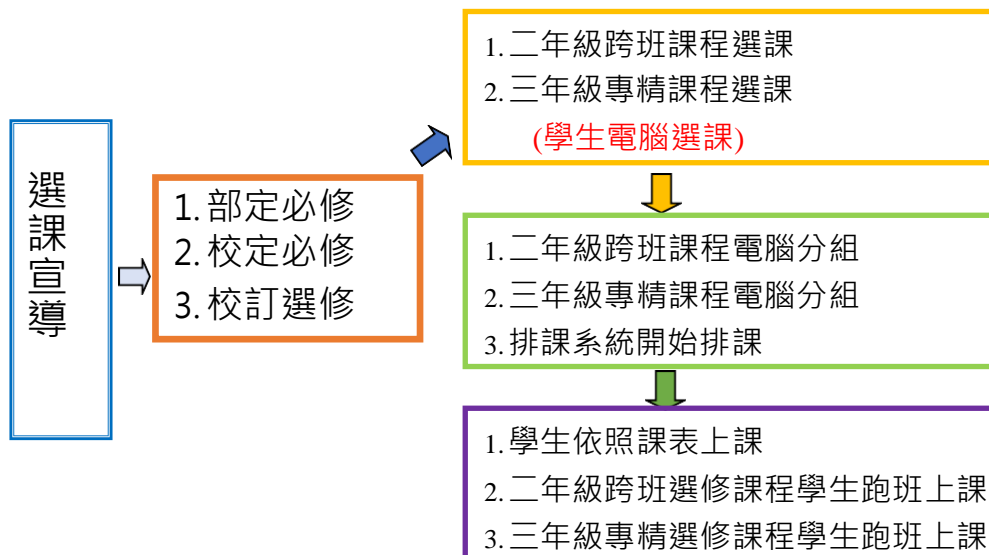 選課宣導
1. 部定必修
2. 校定必修
3. 校訂選修
1. 二年級跨班課程選課
2. 三年級專精課程選課
(學生電腦選課)
1. 二年級跨班課程電腦分組
2. 三年級專精課程電腦分組
3. 排課系統開始排課
1. 學生依照課表上課
2. 二年級跨班選修課程學生跑班上課
3. 三年級專精選修課程學生跑班上課